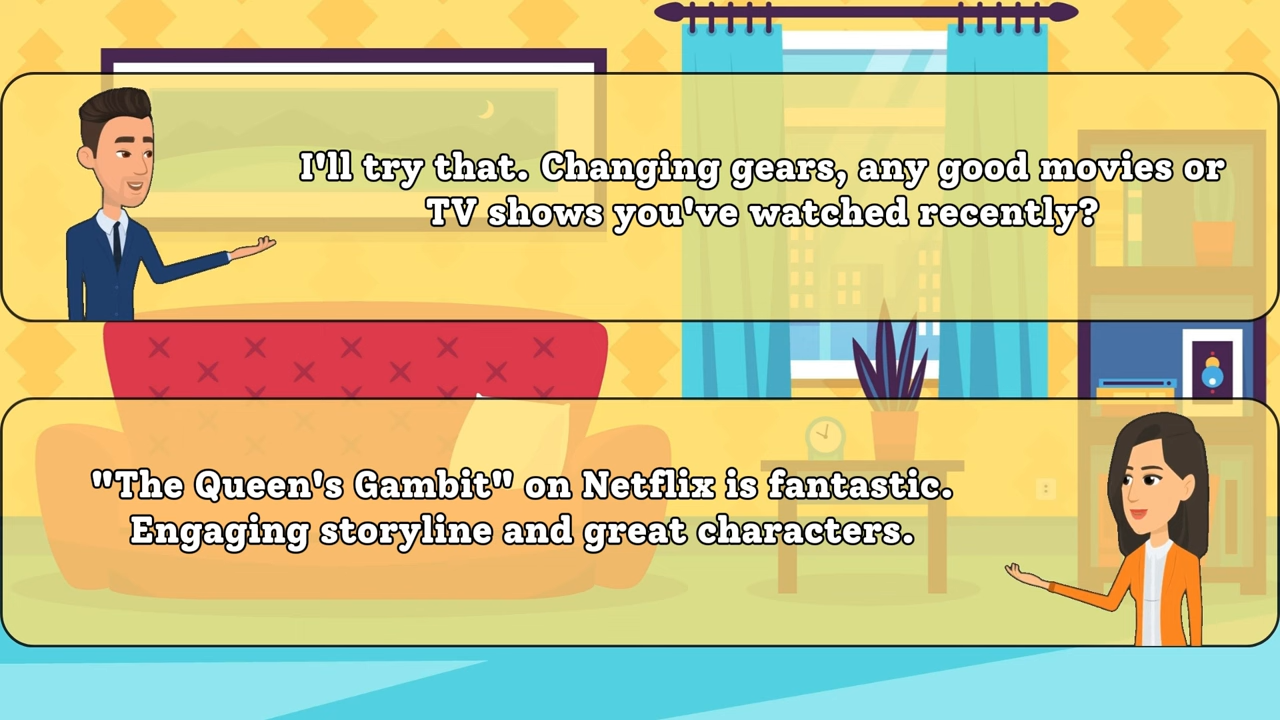 I'll try that. Changing gears, any good movies or
TV shows you've watched recently?
"The Queen's Gambit" on Netflix is fantastic.
Engaging storyline and great characters.